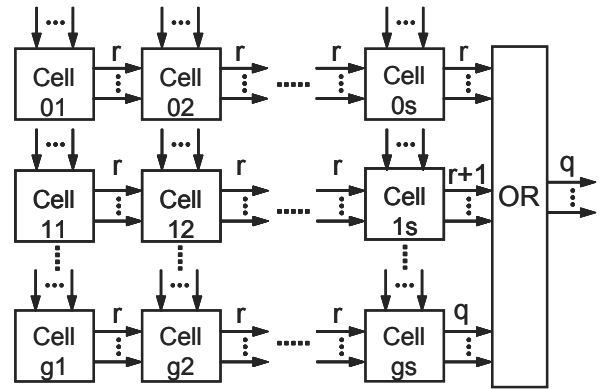 r r r r
Cell 01 Cell 02 Cell 0s
r r r r+1 q
Cell 11 Cell 12 Cell 1s OR
r r r q
Cell g1 Cell g2 Cell gs